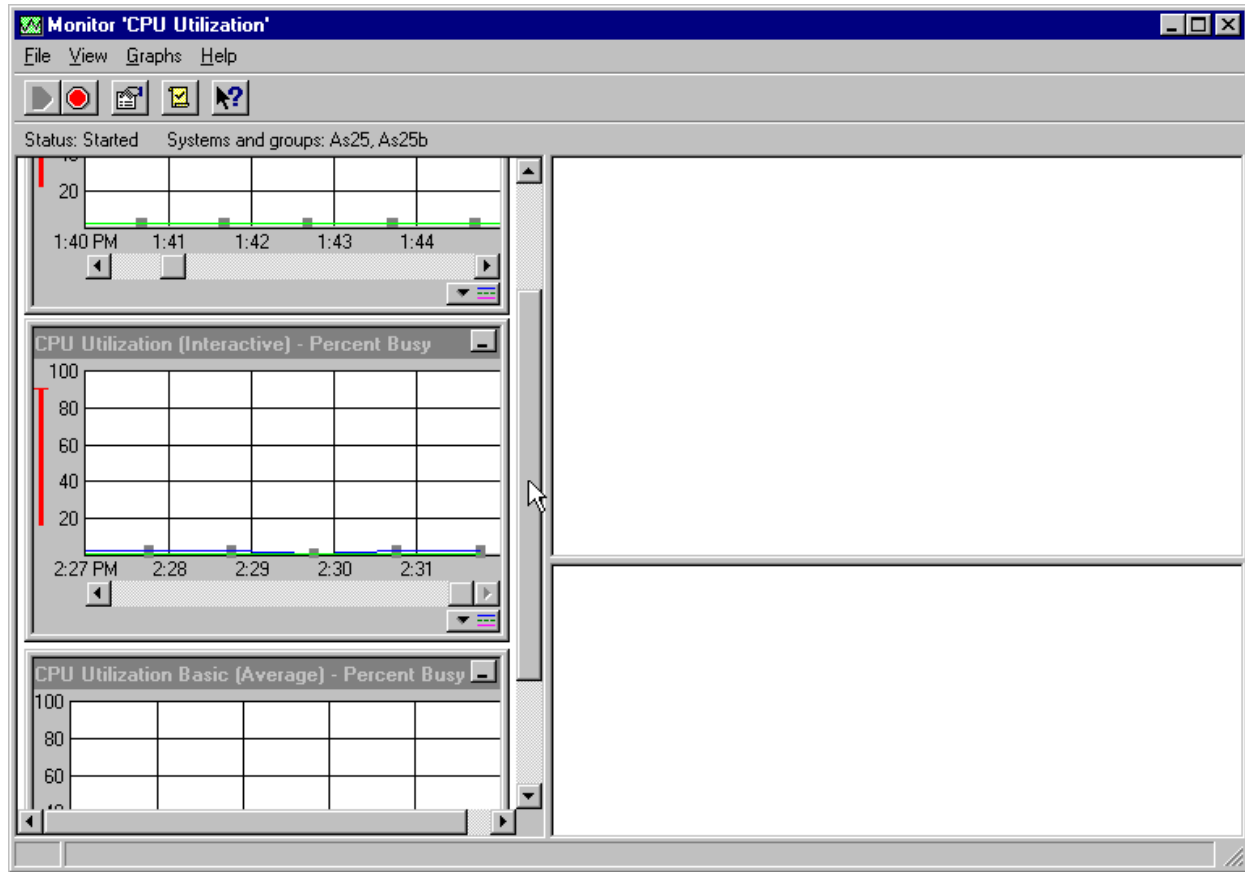 Monitor 'CPU Utilization'
File View Graphs Help
Status: Started Systems and groups: As25, As25b
20
1:40 PM 1:41 1:42 1:43 1:44
CPU Utilization (Interactive) - Percent Busy
100
80
60
40
20
2:27 PM 2:28 2:29 2:30 2:31
CPU Utilization Basic (Average) - Percent Busy
100
80
60